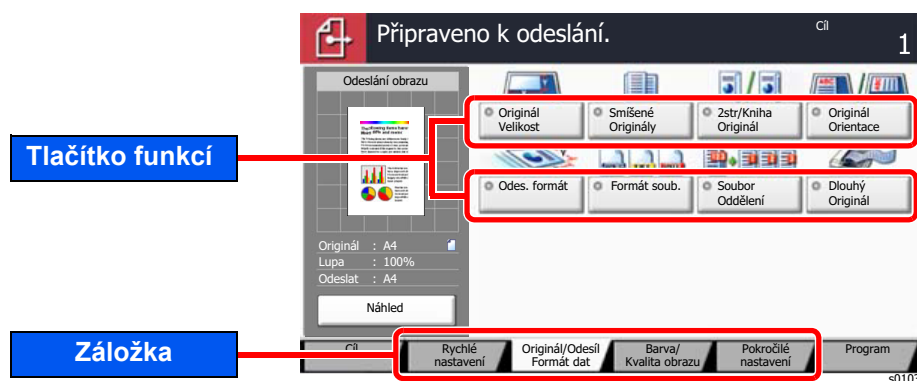 Připraveno k odeslání.
Cíl
1
Odeslání obrazu
Originál : A4
Lupa : 100%
Odeslat : A4
Náhled
Tlačítko funkcí
Originál
Velikost
Smíšené
Originály
2str/Kniha
Originál
Originál
Orientace
Odes. formát
Formát soub.
Soubor
Oddělení
Dlouhý
Originál
Záložka
Cíl
Rychlé
nastavení
Originál/Odesíl
Formát dat
Barva/
Kvalita obrazu
Pokročilé
nastavení
Program